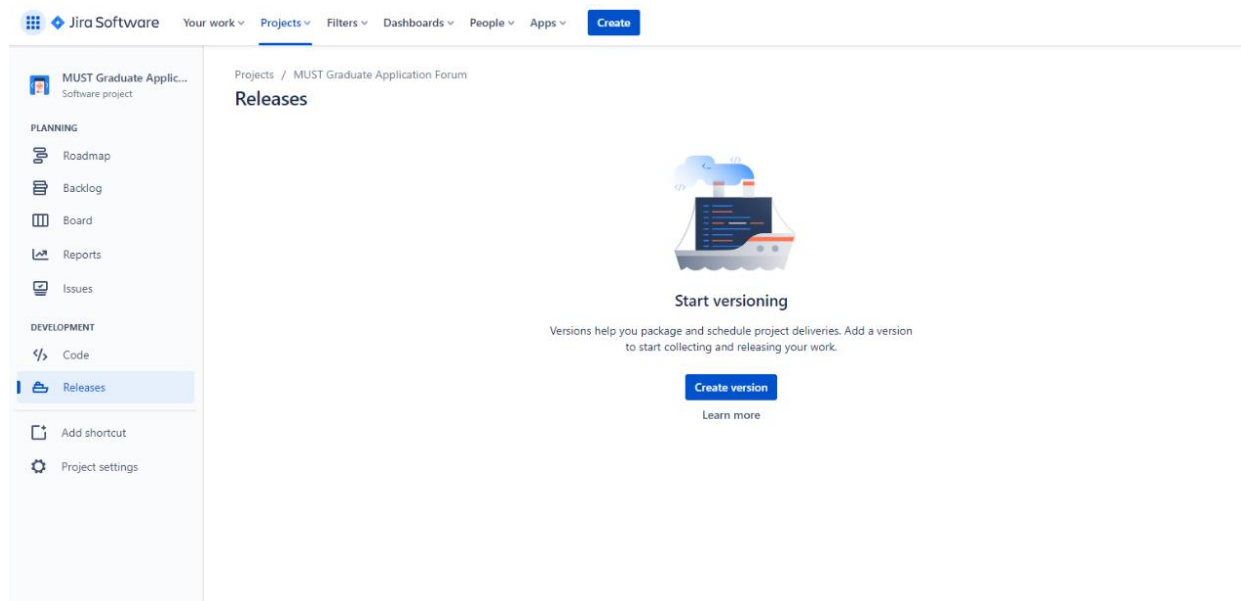 Jira Software Your work Projects Filters Dashboards People Apps Create
MUST Graduate Applic...
Software project
PLANNING
Roadmap
Backlog
Board
Reports
Issues
DEVELOPMENT
Code
Releases
Add shortcut
Project settings
Projects / MUST Graduate Application Forum
Releases
Start versioning
Versions help you package and schedule project deliveries. Add a version
to start collecting and releasing your work.
Create version
Learn more